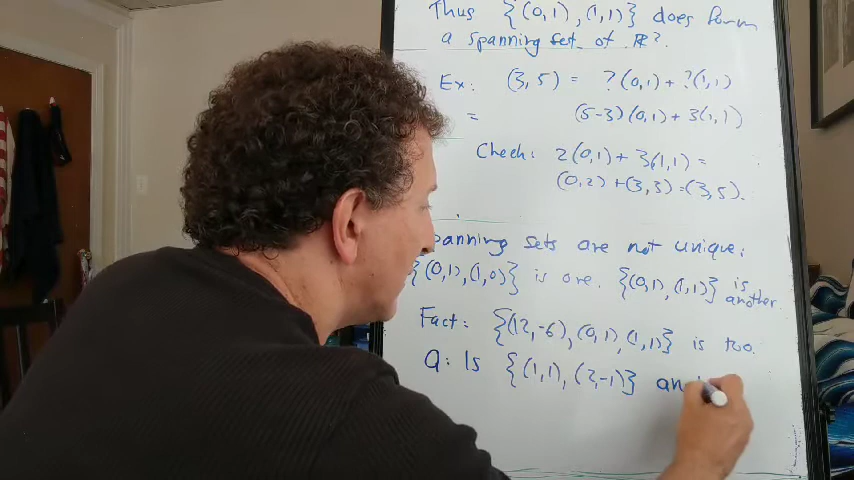 Thus {(0,1),(1,1)} does form
a spanning set of ℝ².
Ex: (3,5) = ?(0,1) + ?(1,1)
= (5-3)(0,1) + 3(1,1)
Check: 2(0,1) + 3(1,1) =
(0,2) + (3,3) = (3,5).
panning sets are not unique:
{(0,1),(1,0)} is one. {(0,1),(1,1)} is
another
Fact: {(12,-6),(0,1),(1,1)} is too.
Q: Is {(1,1),(2,-1)} an